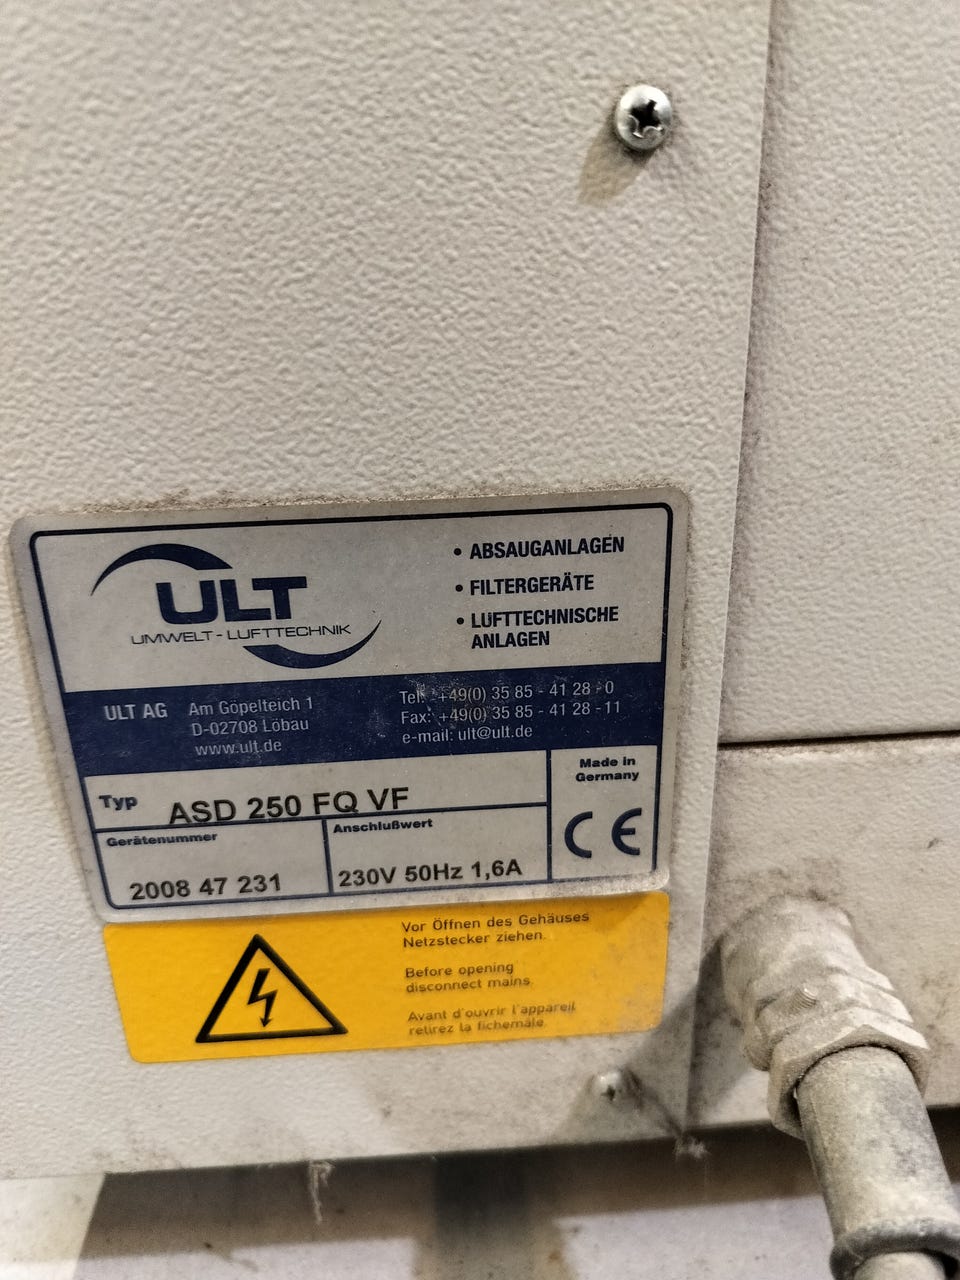 ULT
UMWELT - LUFTTECHNIK
• ABSAUGANLAGEN
• FILTERGERÄTE
• LUFTTECHNISCHE
ANLAGEN
ULT AG Am Göpelteich 1
D-02708 Löbau
www.ult.de
Tel: +49(0) 35 85 - 41 28 - 0
Fax: +49(0) 35 85 - 41 28 - 11
e-mail: ult@ult.de
Typ ASD 250 FQ VF
Gerätenummer
2008 47 231
Anschlußwert
230V 50Hz 1,6A
Made in
Germany
CE
Vor Öffnen des Gehäuses
Netzstecker ziehen.
Before opening
disconnect mains.
Avant d'ouvrir l'appareil
retirez la fichemâle.